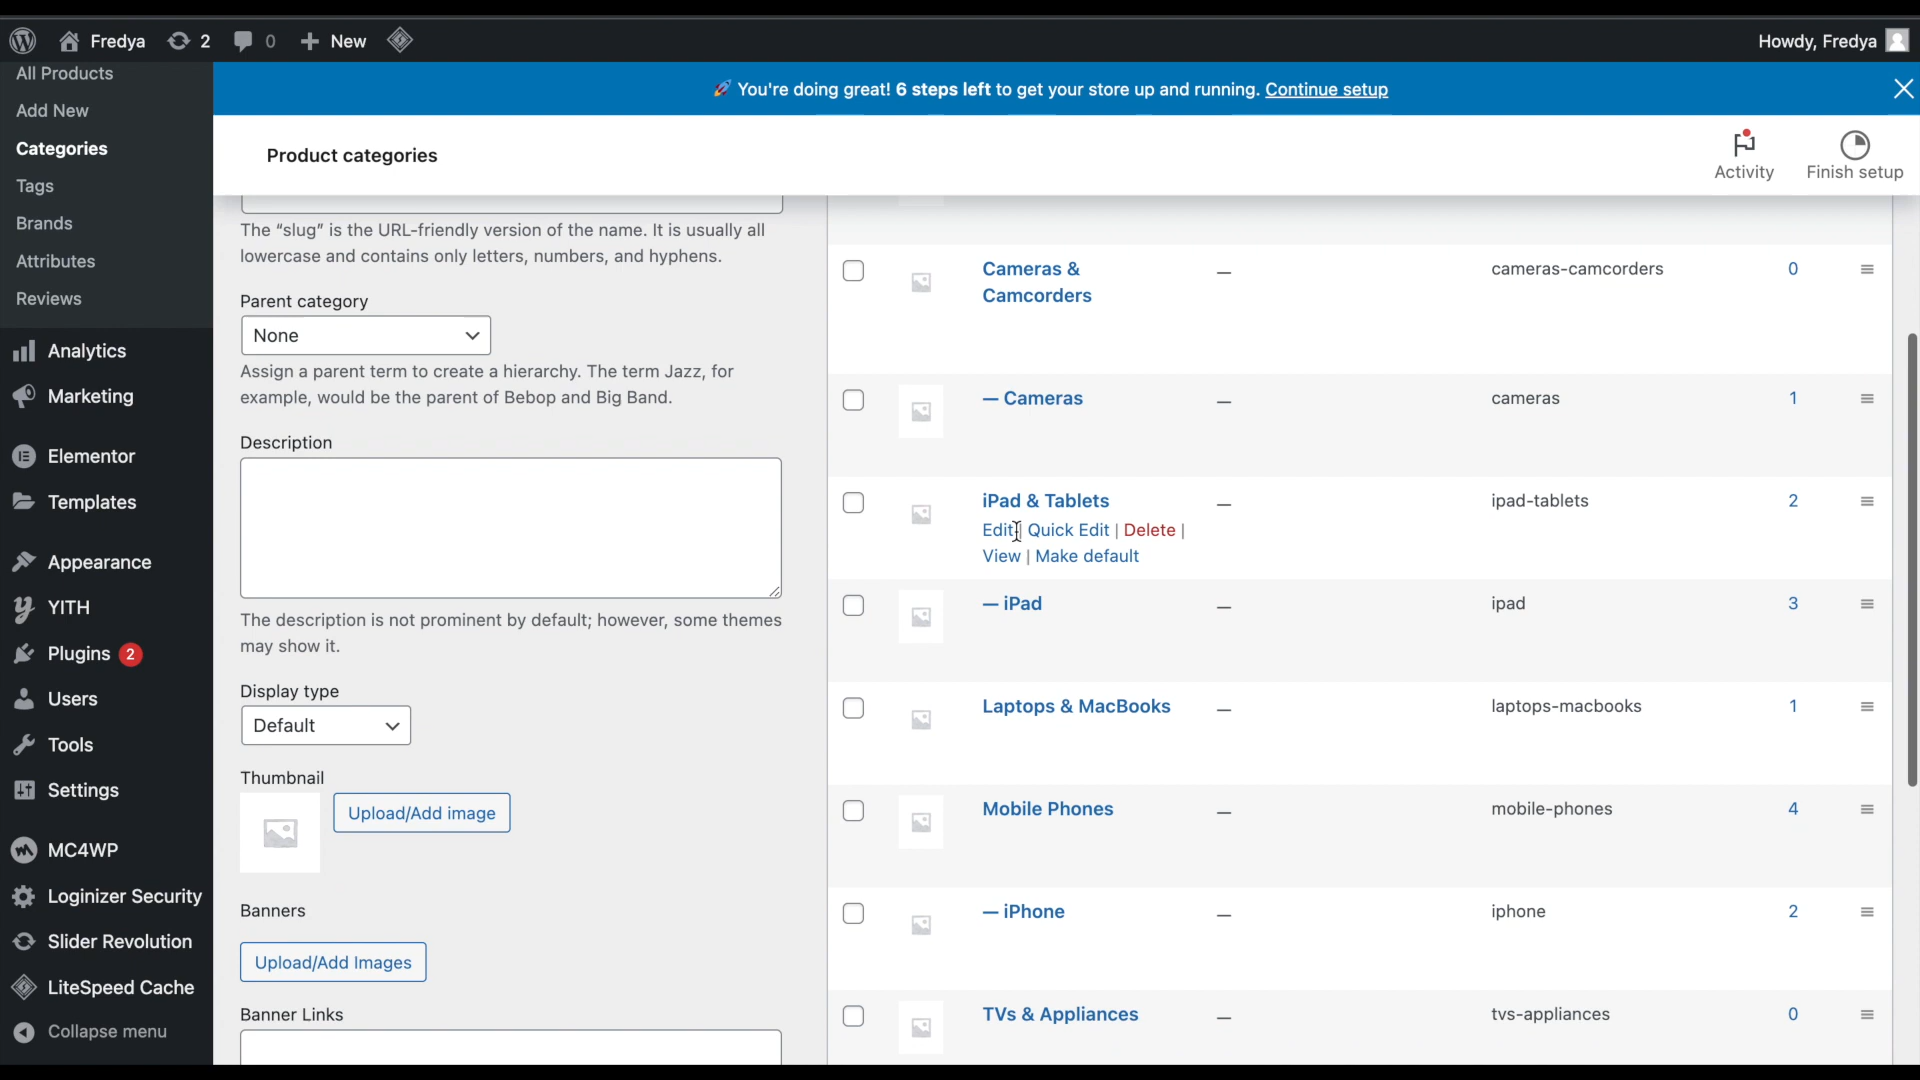 Fredya 2 0 New Howdy, Fredya
All Products
Add New
Categories
Tags
Brands
Attributes
Reviews
Analytics
Marketing
Elementor
Templates
Appearance
YITH
Plugins 2
Users
Tools
Settings
MC4WP
Loginizer Security
Slider Revolution
LiteSpeed Cache
Collapse menu
🚀 You're doing great! 6 steps left to get your store up and running. Continue setup
Product categories
Activity
Finish setup
The “slug” is the URL-friendly version of the name. It is usually all
lowercase and contains only letters, numbers, and hyphens.
Parent category
None
Assign a parent term to create a hierarchy. The term Jazz, for
example, would be the parent of Bebop and Big Band.
Description
The description is not prominent by default; however, some themes
may show it.
Display type
Default
Thumbnail
Upload/Add image
Banners
Upload/Add Images
Banner Links
Cameras & — cameras-camcorders 0
Camcorders
— Cameras — cameras 1
iPad & Tablets — ipad-tablets 2
Edit | Quick Edit | Delete |
View | Make default
— iPad — ipad 3
Laptops & MacBooks — laptops-macbooks 1
Mobile Phones — mobile-phones 4
— iPhone — iphone 2
TVs & Appliances — tvs-appliances 0